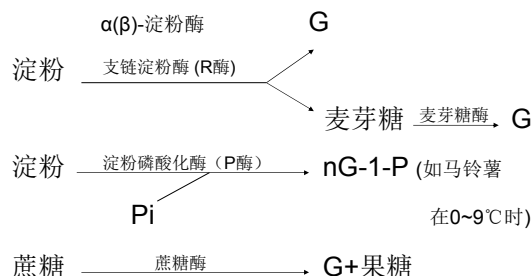 α(β)-淀粉酶
G
淀粉
支链淀粉酶 (R酶)
麦芽糖
麦芽糖酶
G
淀粉
淀粉磷酸化酶（P酶）
nG-1-P (如马铃薯
Pi
在0~9℃时)
蔗糖
蔗糖酶
G+果糖